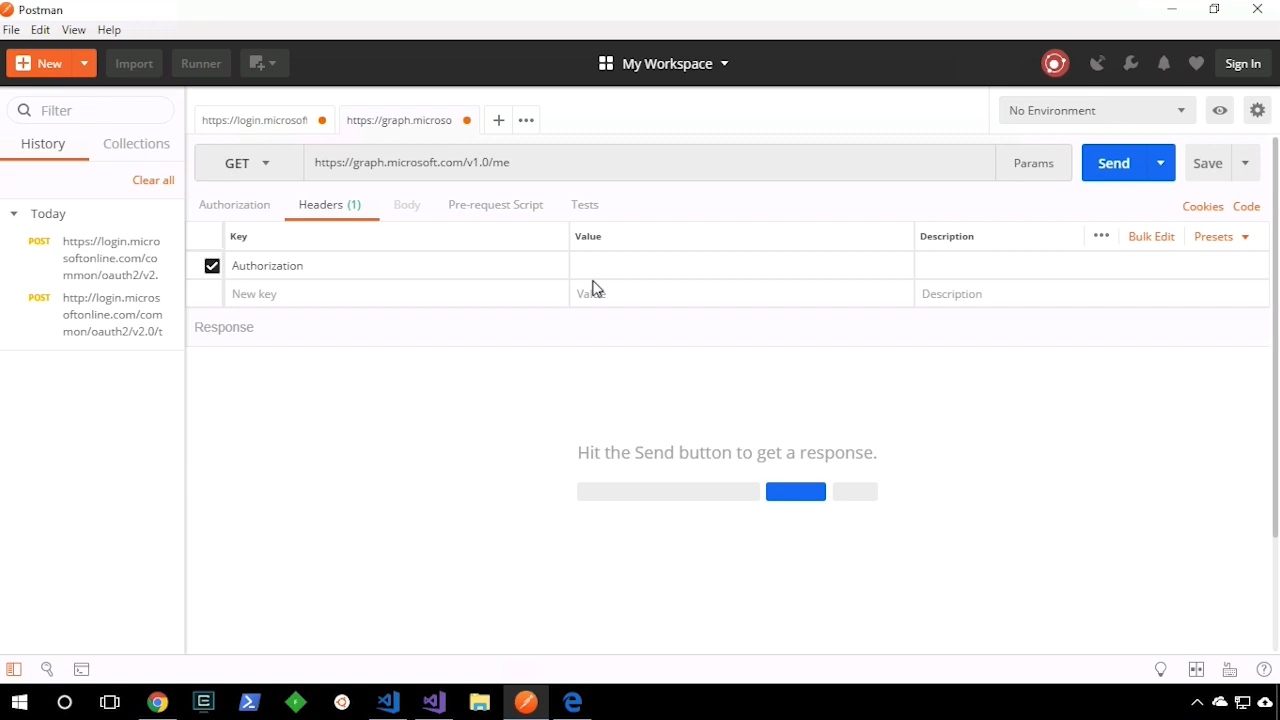 Postman
File Edit View Help
New Import Runner My Workspace Sign In
Filter
History Collections
Clear all
Today
POST https://login.micro
softonline.com/co
mmon/oauth2/v2.
POST http://login.micros
oftonline.com/com
mon/oauth2/v2.0/t
https://login.microsoft https://graph.microso + ••• No Environment
GET https://graph.microsoft.com/v1.0/me Params Send Save
Authorization Headers (1) Body Pre-request Script Tests Cookies Code
Key Value Description ••• Bulk Edit Presets
Authorization
New key Value Description
Response
Hit the Send button to get a response.